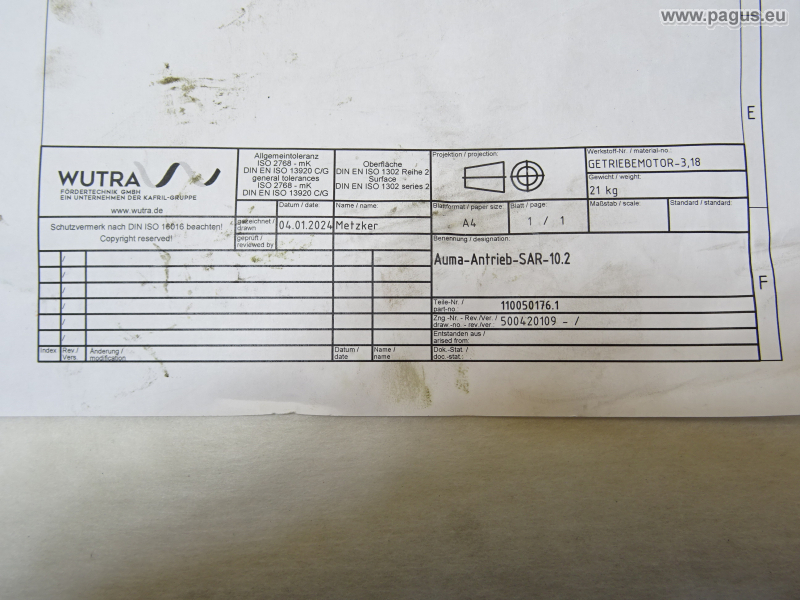 www.pagus.eu
E
F
WUTRA
FÖRDERTECHNIK GMBH
EIN UNTERNEHMEN DER KAFRIL-GRUPPE
www.wutra.de
Schutzvermerk nach DIN ISO 16016 beachten!
Copyright reserved!
Allgemeintoleranz
ISO 2768 - mK
DIN EN ISO 13920 C/G
general tolerances
ISO 2768 - mK
DIN EN ISO 13920 C/G
Oberfläche
DIN EN ISO 1302 Reihe 2
Surface
DIN EN ISO 1302 series 2
Datum / date
Name / name:
gezeichnet /
drawn
04.01.2024
Metzker
geprüft /
reviewed by
Projektion / projection:
Werkstoff-Nr. / material-no.:
GETRIEBEMOTOR-3,18
Gewicht / weight:
21 kg
Blattformat / paper size:
A4
Blatt / page:
1 / 1
Maßstab / scale:
Standard / standard:
Benennung / designation:
Auma-Antrieb-SAR-10.2
Teile-Nr. /
part-no.:
110050176.1
Zng.-Nr. - Rev./Ver. /
draw.-no. - rev./ver.:
500420109 - /
Entstanden aus /
arised from:
Dok.-Stat. /
doc.-stat.:
/
/
/
/
/
/
Index
Rev /
Vers.
Änderung /
modification
Datum /
date
Name /
name